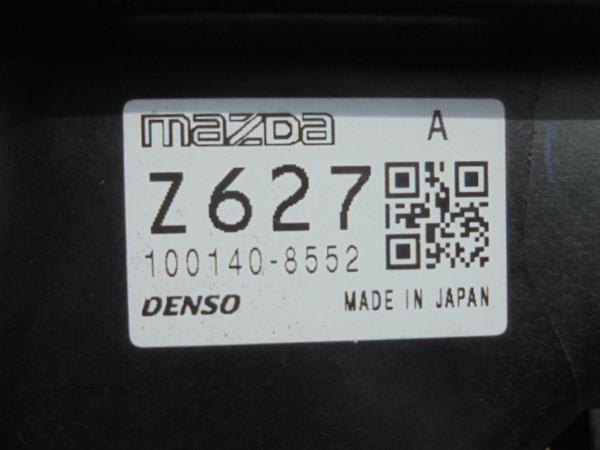 mazda A
Z627
100140-8552
DENSO MADE IN JAPAN